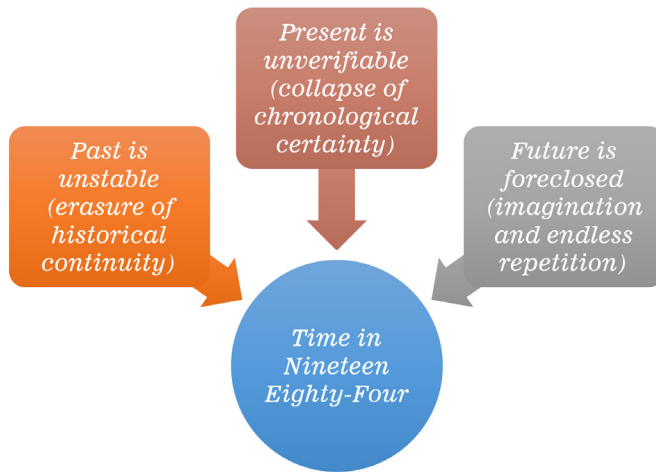 Present is
unverifiable
(collapse of
chronological
certainty)
Past is
unstable
(erasure of
historical
continuity)
Future is
foreclosed
(imagination
and endless
repetition)
Time in
Nineteen
Eighty-Four